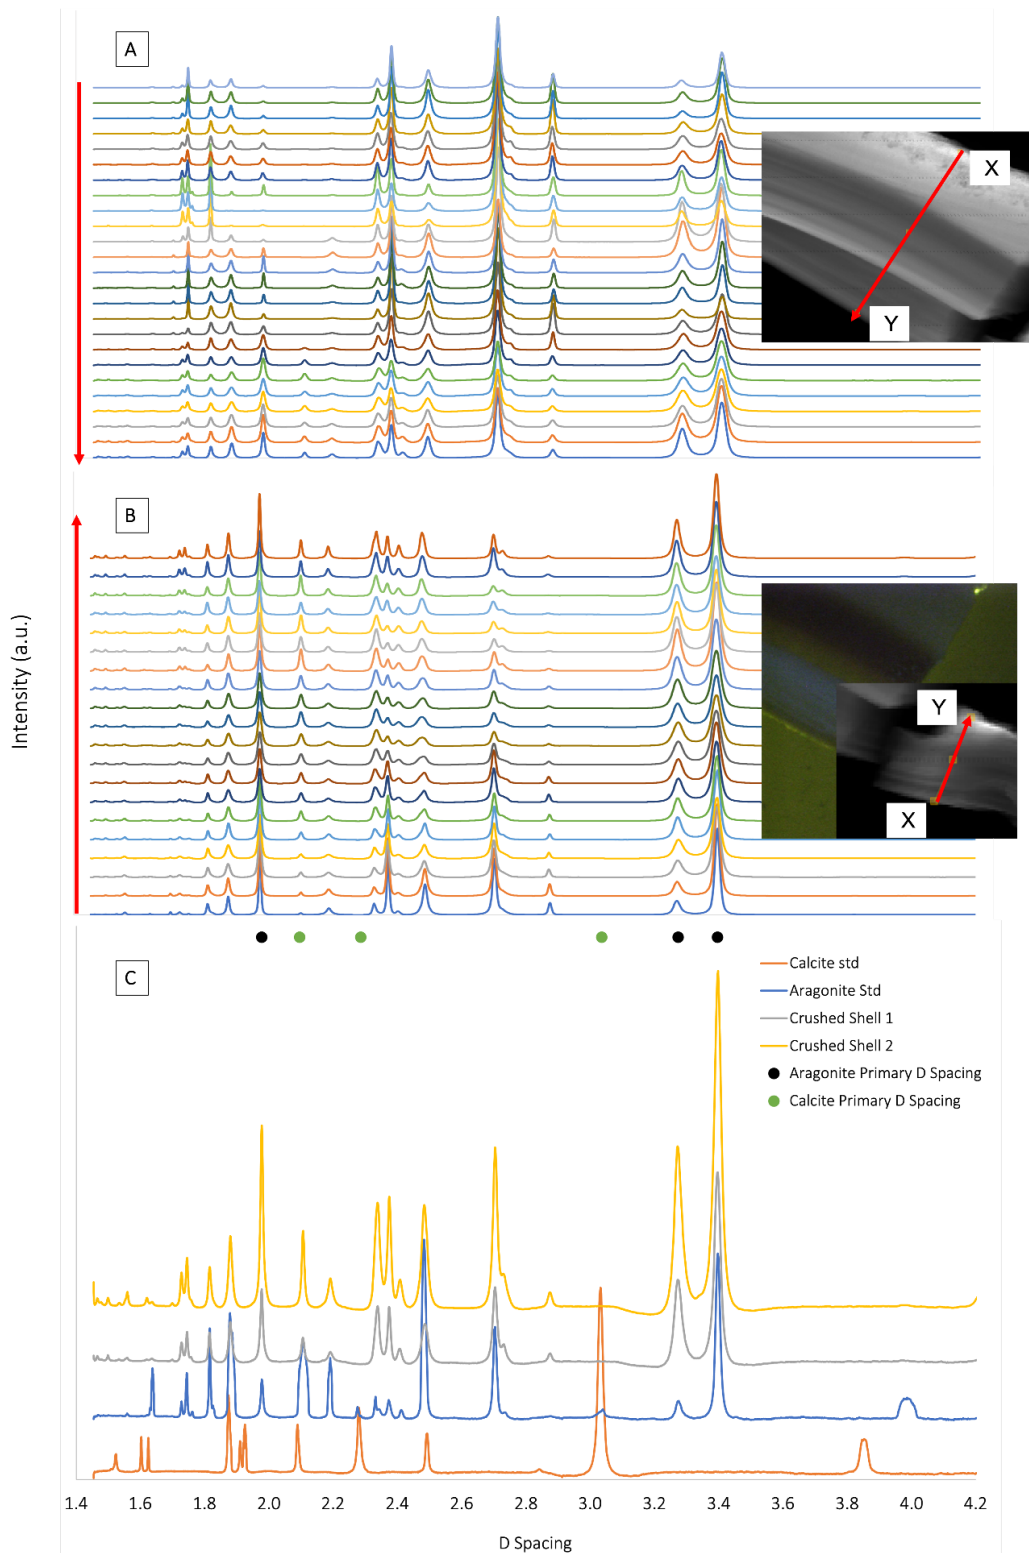 A
X
Y
B
Y
X
Intensity (a.u.)
C
Calcite std
Aragonite Std
Crushed Shell 1
Crushed Shell 2
Aragonite Primary D Spacing
Calcite Primary D Spacing
1.4 1.6 1.8 2.0 2.2 2.4 2.6 2.8 3.0 3.2 3.4 3.6 3.8 4.0 4.2
D Spacing